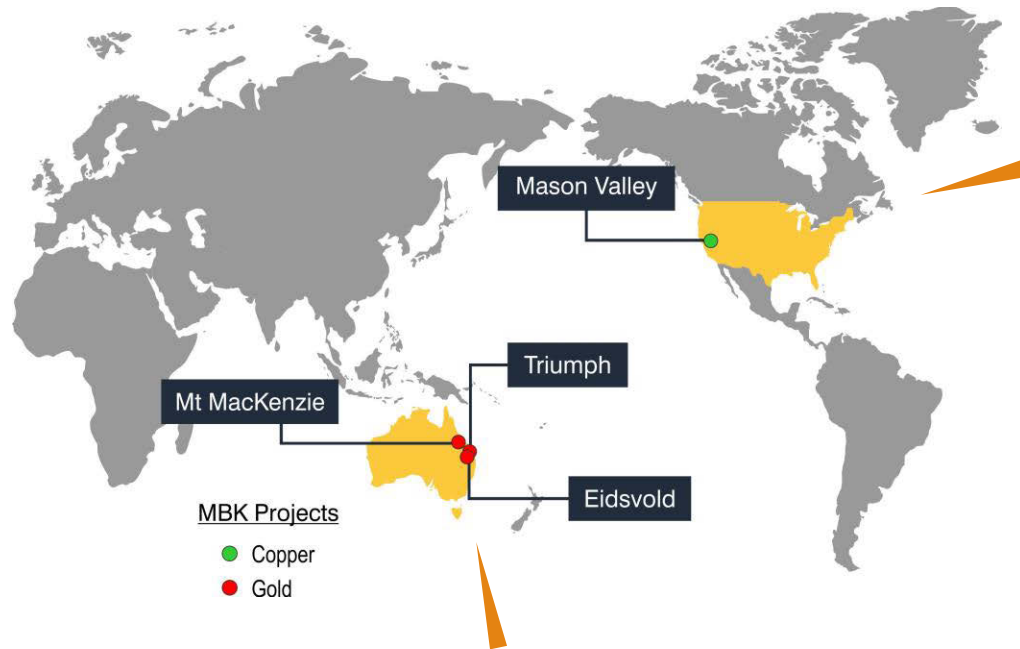 Mason Valley
Triumph
Mt MacKenzie
Eidsvold
MBK Projects
Copper
Gold